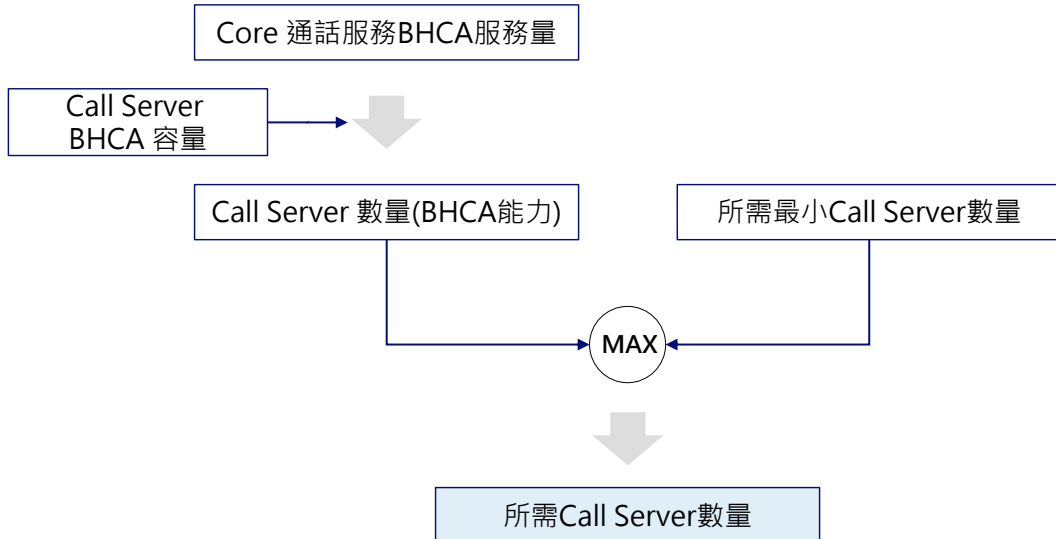 Core 通話服務BHCA服務量
Call Server
BHCA 容量
Call Server 數量(BHCA能力)
所需最小Call Server數量
MAX
所需Call Server數量